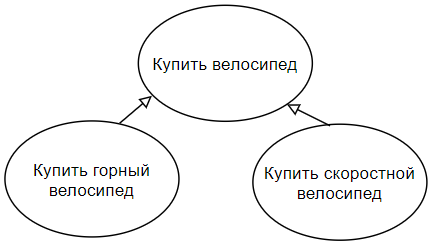 Купить велосипед
Купить горный
велосипед
Купить скоростной
велосипед